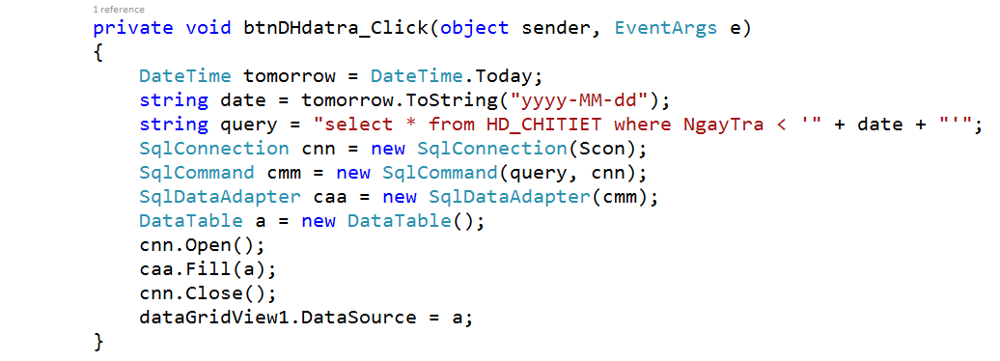 1 reference
private void btnDHdatra_Click(object sender, EventArgs e)
{
    DateTime tomorrow = DateTime.Today;
    string date = tomorrow.ToString("yyyy-MM-dd");
    string query = "select * from HD_CHITIET where NgayTra < '" + date + "'";
    SqlConnection cnn = new SqlConnection(Scon);
    SqlCommand cmm = new SqlCommand(query, cnn);
    SqlDataAdapter caa = new SqlDataAdapter(cmm);
    DataTable a = new DataTable();
    cnn.Open();
    caa.Fill(a);
    cnn.Close();
    dataGridView1.DataSource = a;
}